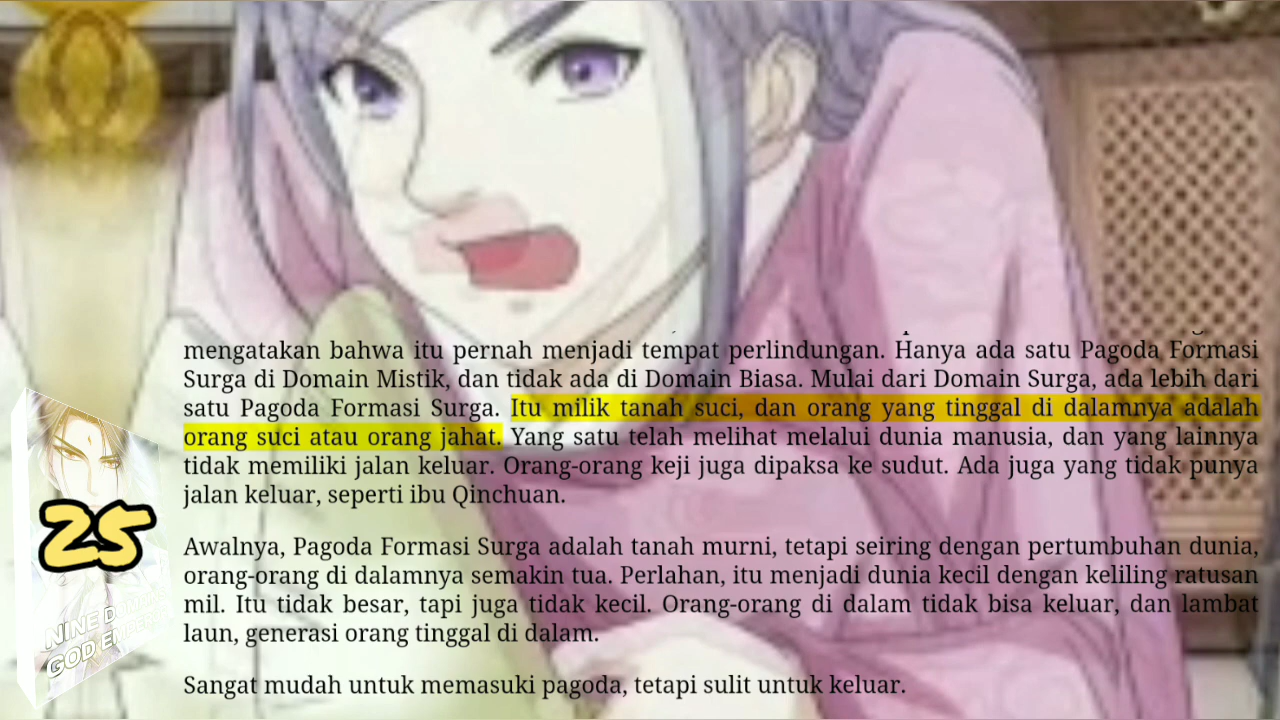 mengatakan bahwa itu pernah menjadi tempat perlindungan. Hanya ada satu Pagoda Formasi
Surga di Domain Mistik, dan tidak ada di Domain Biasa. Mulai dari Domain Surga, ada lebih dari
satu Pagoda Formasi Surga. Itu milik tanah suci, dan orang yang tinggal di dalamnya adalah
orang suci atau orang jahat. Yang satu telah melihat melalui dunia manusia, dan yang lainnya
tidak memiliki jalan keluar. Orang-orang keji juga dipaksa ke sudut. Ada juga yang tidak punya
jalan keluar, seperti ibu Qinchuan.
Awalnya, Pagoda Formasi Surga adalah tanah murni, tetapi seiring dengan pertumbuhan dunia,
orang-orang di dalamnya semakin tua. Perlahan, itu menjadi dunia kecil dengan keliling ratusan
mil. Itu tidak besar, tapi juga tidak kecil. Orang-orang di dalam tidak bisa keluar, dan lambat
laun, generasi orang tinggal di dalam.
Sangat mudah untuk memasuki pagoda, tetapi sulit untuk keluar.
25
NINE
GOD